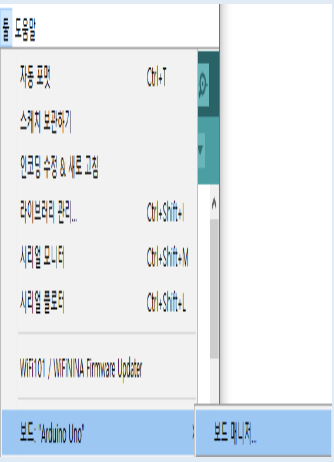 툴 도움말
자동 포맷 Ctrl+T
스케치 보관하기
인코딩 수정 & 새로 고침
라이브러리 관리... Ctrl+Shift+I
시리얼 모니터 Ctrl+Shift+M
시리얼 플로터 Ctrl+Shift+L
WiFi101 / WiFiNINA Firmware Updater
보드: "Arduino Uno" 보드 매니저...